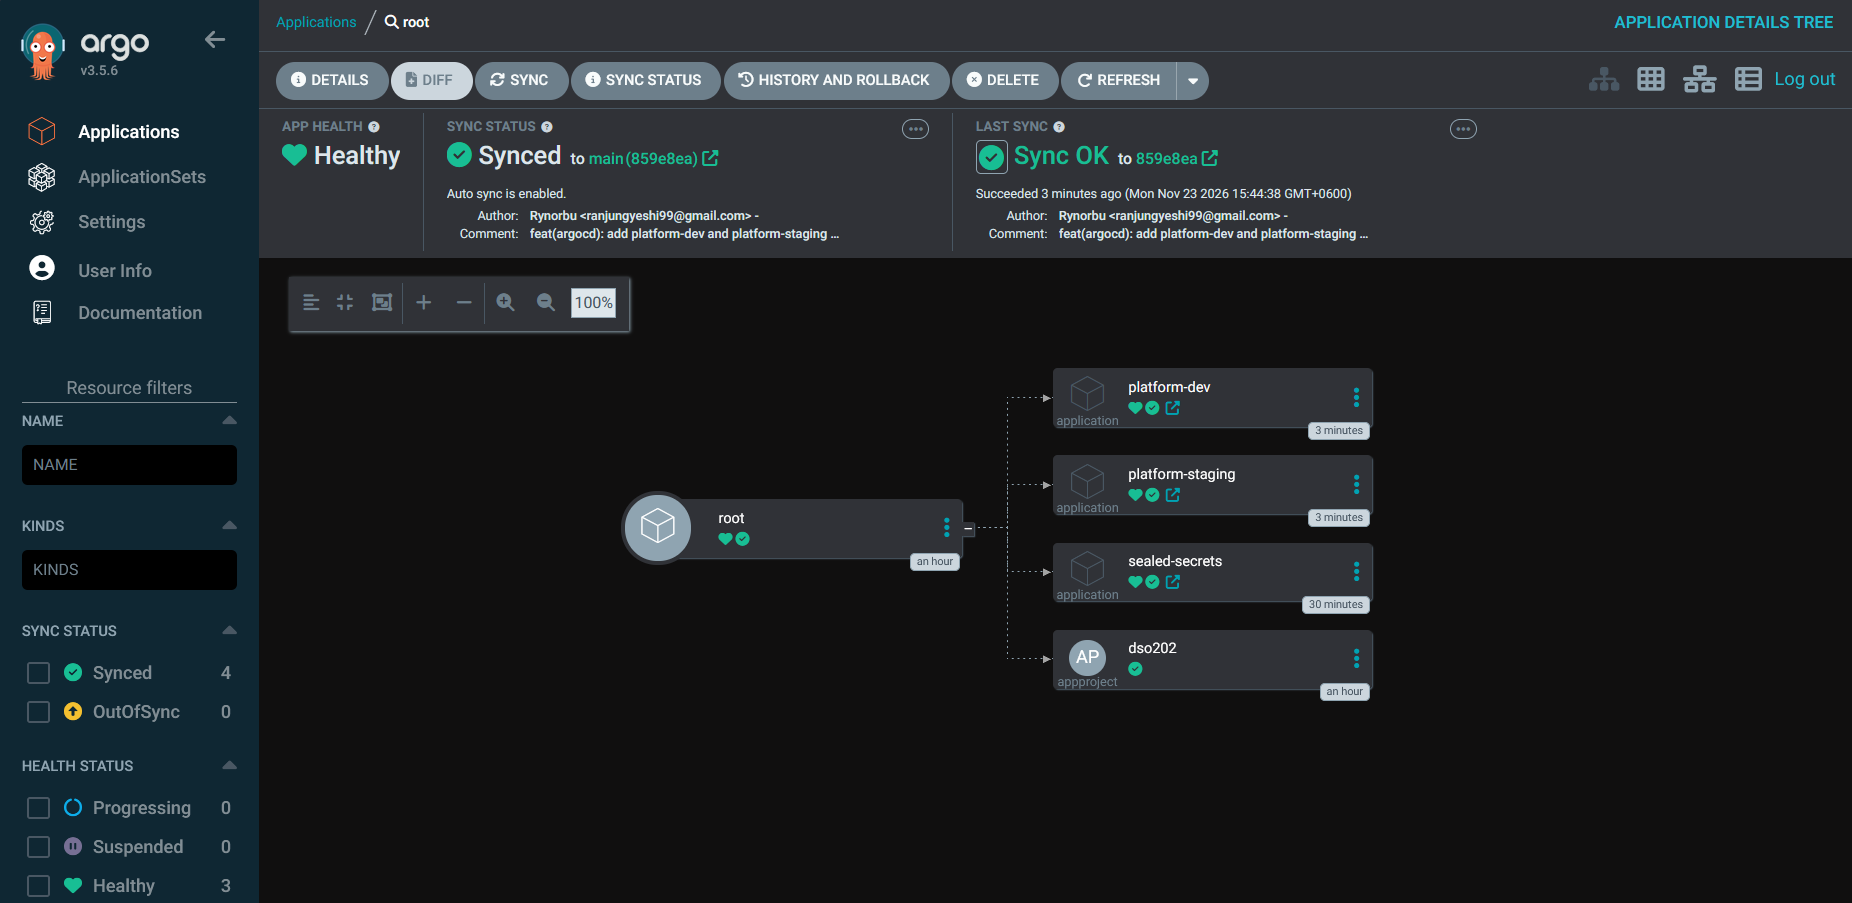 argo
v3.5.6
Applications
ApplicationSets
Settings
User Info
Documentation
Resource filters
NAME
NAME
KINDS
KINDS
SYNC STATUS
Synced 4
OutOfSync 0
HEALTH STATUS
Progressing 0
Suspended 0
Healthy 3
Applications / root
APPLICATION DETAILS TREE
DETAILS DIFF SYNC SYNC STATUS HISTORY AND ROLLBACK DELETE REFRESH
Log out
APP HEALTH
Healthy
SYNC STATUS
Synced to main (859e8ea)
Auto sync is enabled.
Author: Rynorbu <ranjungyeshi99@gmail.com> -
Comment: feat(argocd): add platform-dev and platform-staging ...
LAST SYNC
Sync OK to 859e8ea
Succeeded 3 minutes ago (Mon Nov 23 2026 15:44:38 GMT+0600)
Author: Rynorbu <ranjungyeshi99@gmail.com> -
Comment: feat(argocd): add platform-dev and platform-staging ...
100%
root
an hour
platform-dev
application
3 minutes
platform-staging
application
3 minutes
sealed-secrets
application
30 minutes
AP
dso202
appproject
an hour